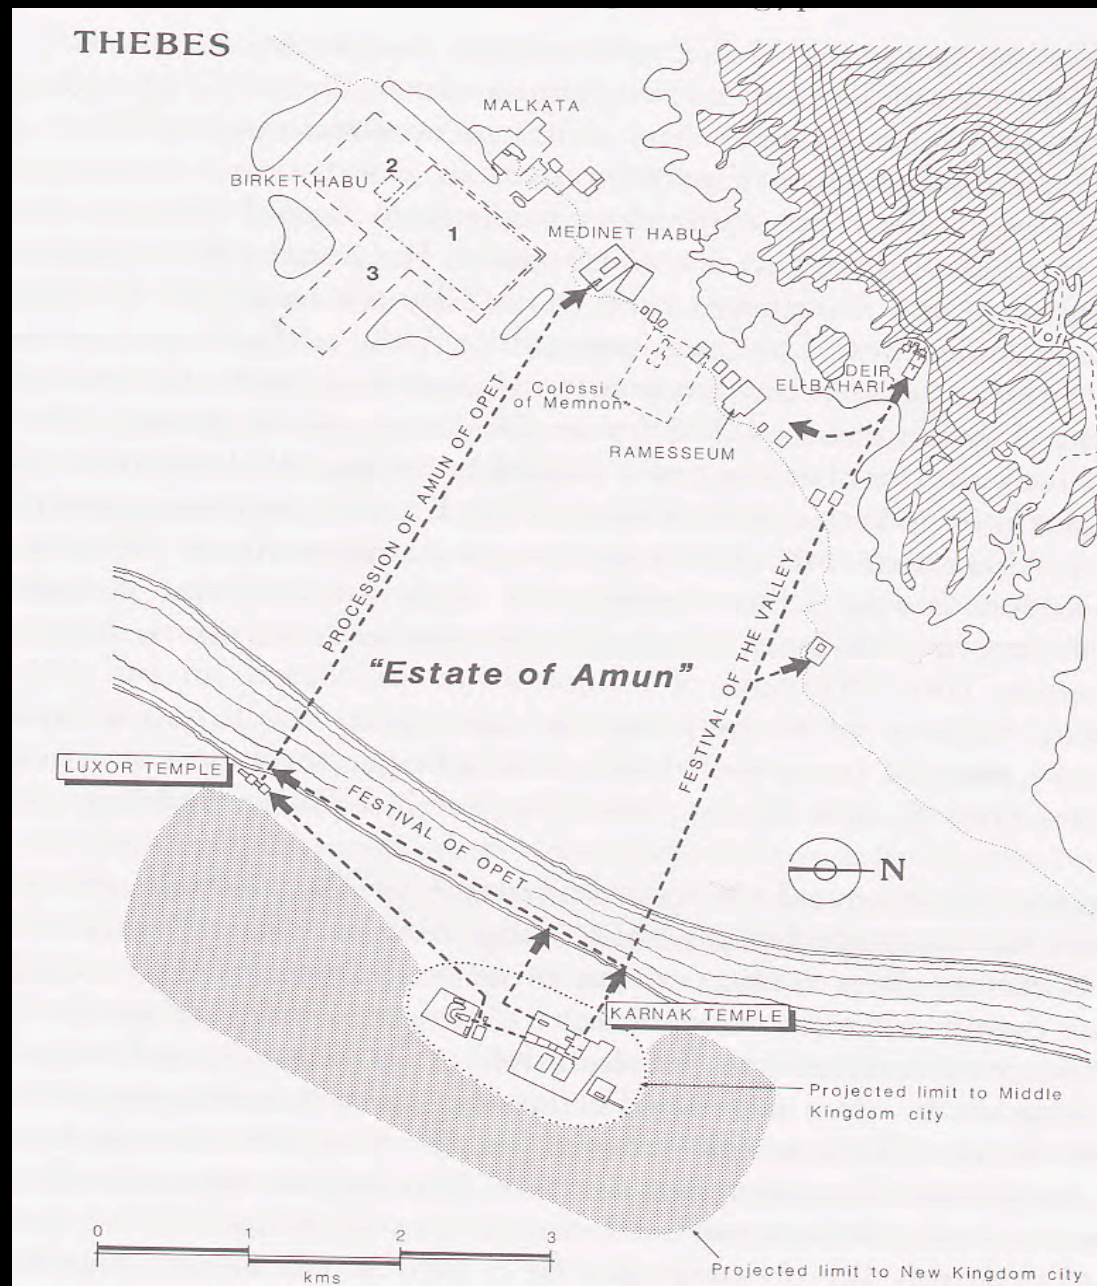 THEBES
MALKATA
2
BIRKET HABU
1
MEDINET HABU
3
DEIR
EL-BAHARI
Colossi
of Memnon
RAMESSEUM
PROCESSION OF AMUN OF OPET
FESTIVAL OF THE VALLEY
"Estate of Amun"
LUXOR TEMPLE
FESTIVAL OF OPET
N
KARNAK TEMPLE
Projected limit to Middle
Kingdom city
0 1 2 3
kms
Projected limit to New Kingdom city